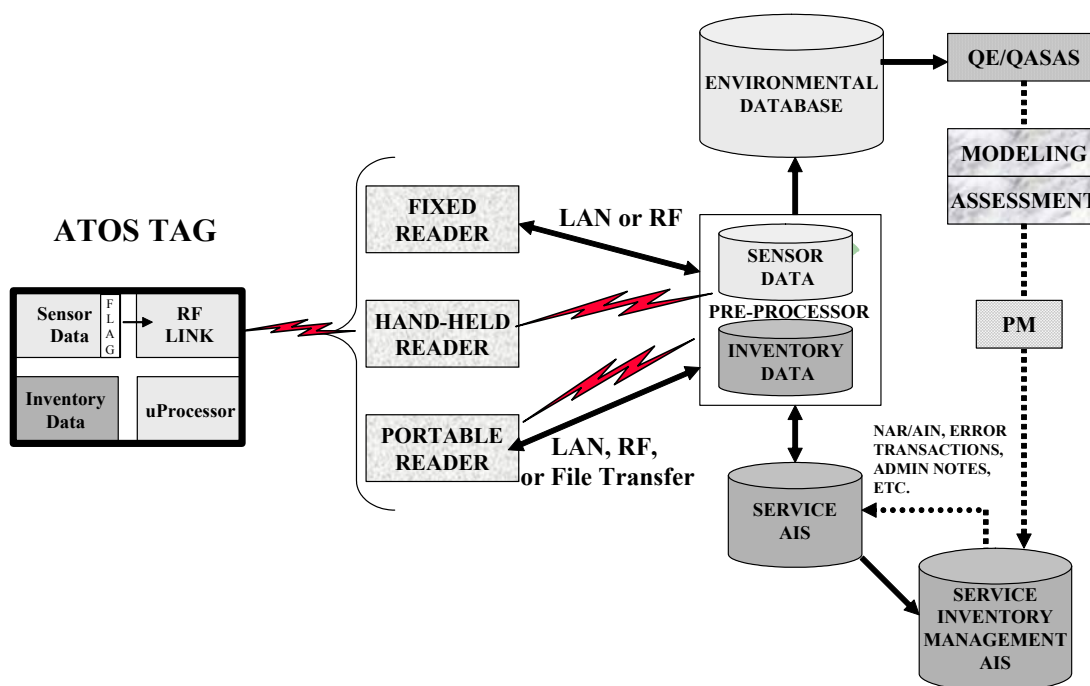 ATOS TAG
Sensor
Data
FLAG
RF
LINK
Inventory
Data
uProcessor
FIXED
READER
HAND-HELD
READER
PORTABLE
READER
LAN or RF
LAN, RF,
or File Transfer
ENVIRONMENTAL
DATABASE
SENSOR
DATA
PRE-PROCESSOR
INVENTORY
DATA
SERVICE
AIS
QE/QASAS
MODELING
ASSESSMENT
PM
NAR/AIN, ERROR
TRANSACTIONS,
ADMIN NOTES,
ETC.
SERVICE
INVENTORY
MANAGEMENT
AIS